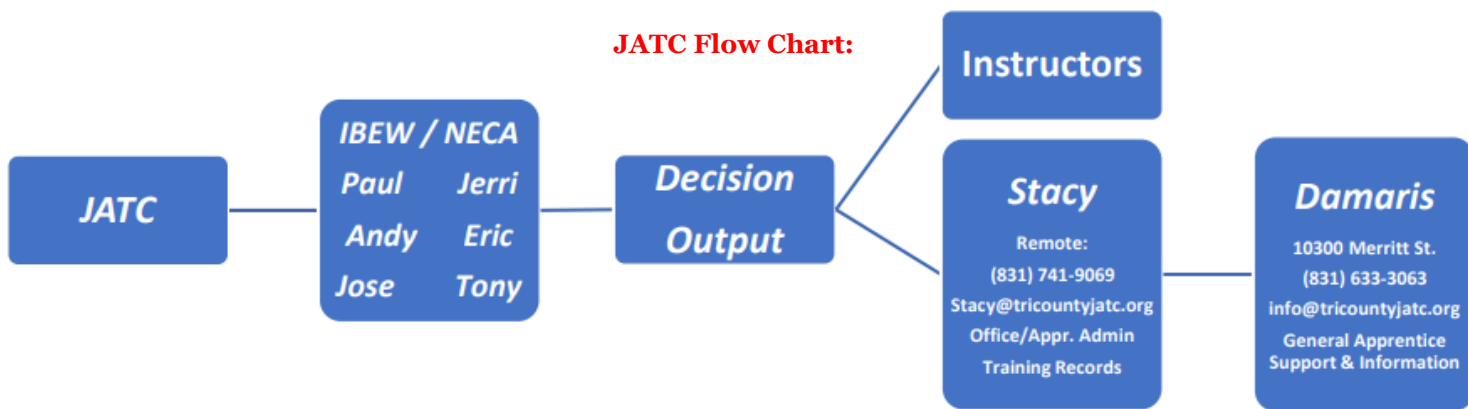 JATC Flow Chart:
JATC
IBEW / NECA
Paul Jerri
Andy Eric
Jose Tony
Decision
Output
Instructors
Stacy
Remote:
(831) 741-9069
Stacy@tricountyjatc.org
Office/Appr. Admin
Training Records
Damaris
10300 Merritt St.
(831) 633-3063
info@tricountyjatc.org
General Apprentice
Support & Information